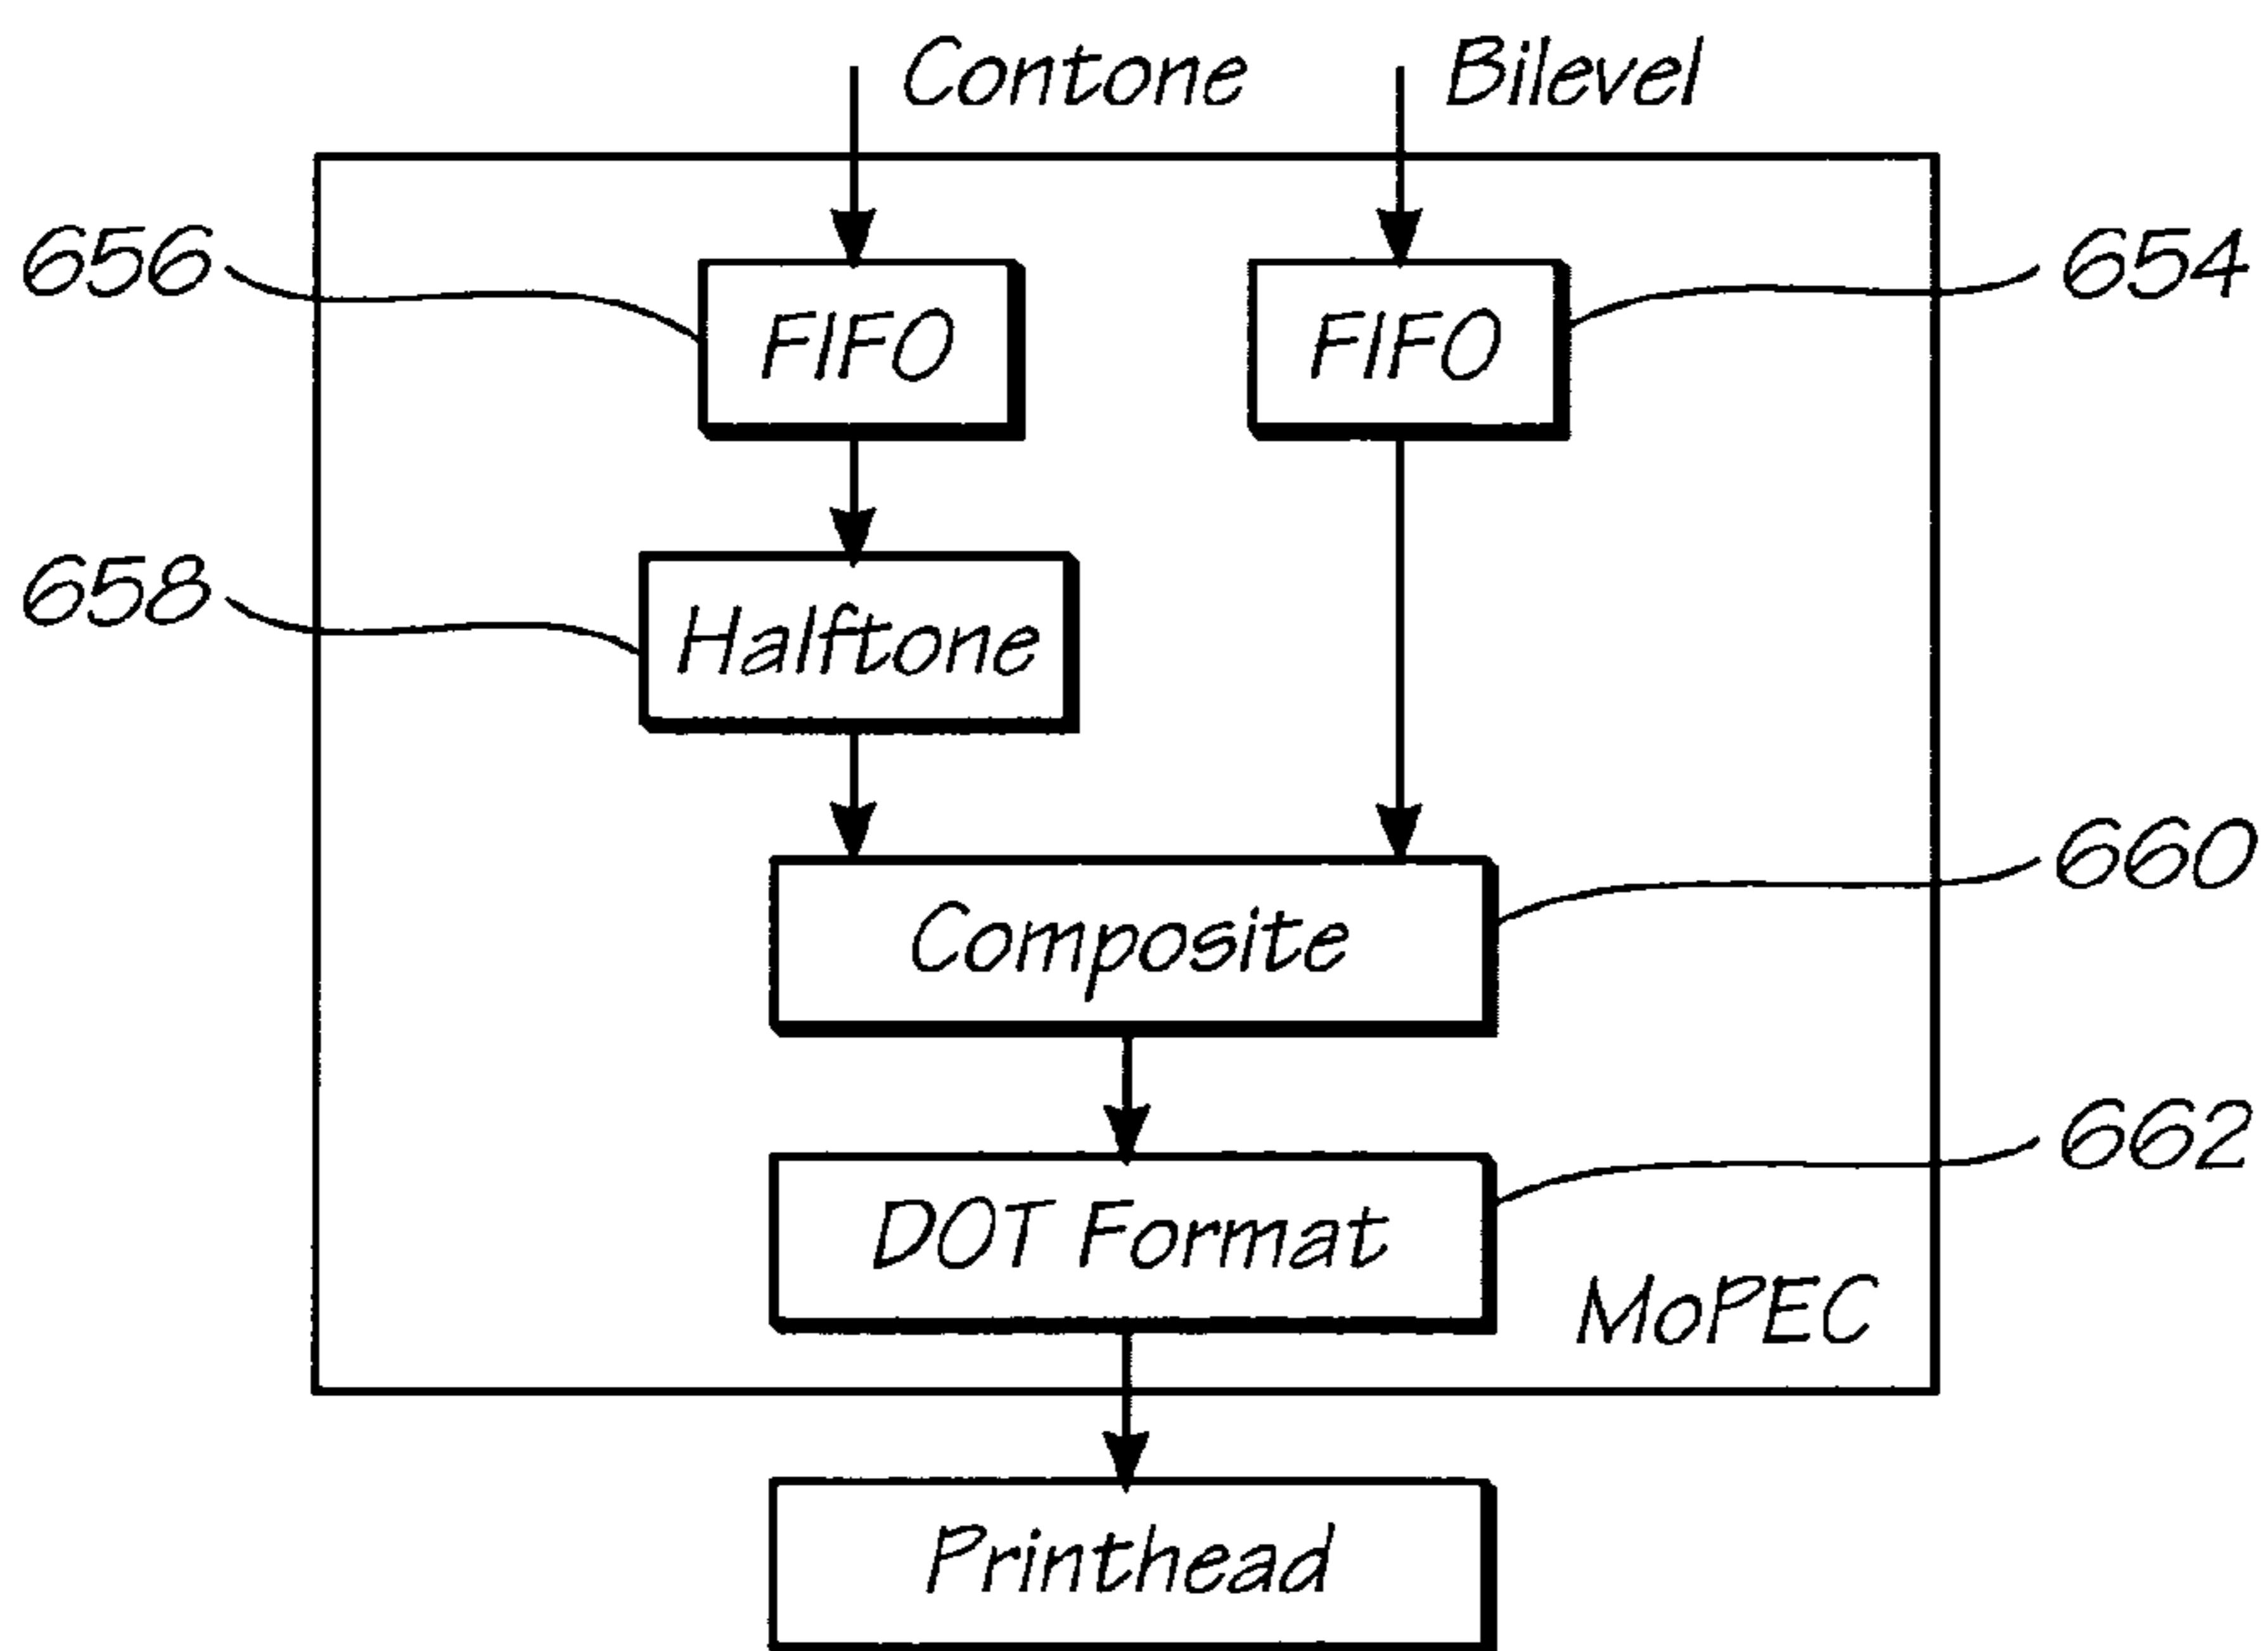 Contone
Bilevel
656
FIFO
FIFO
654
658
Halftone
660
Composite
662
DOT Format
MoPEC
Printhead